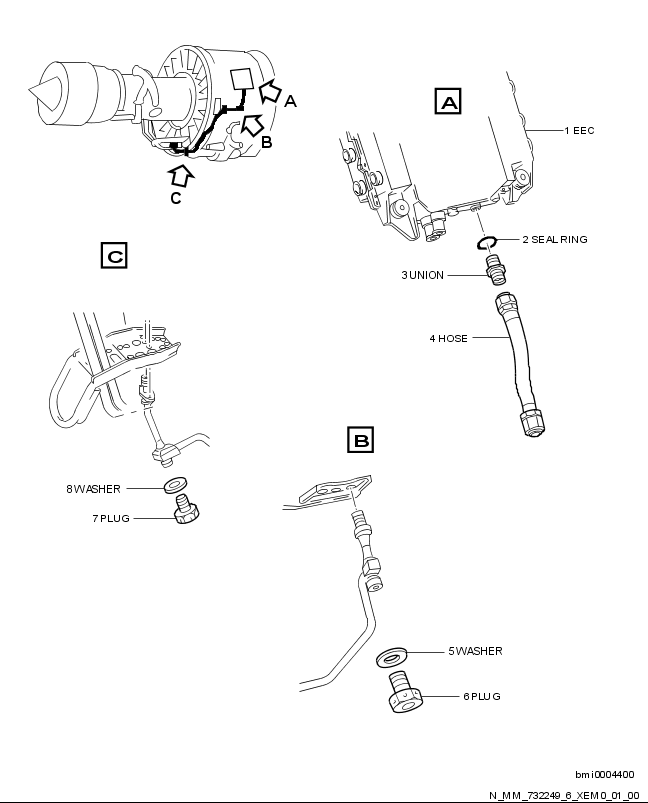 A
B
C
A
1 EEC
2 SEAL RING
3 UNION
4 HOSE
C
8 WASHER
7 PLUG
B
5 WASHER
6 PLUG
bmi0004400
N_MM_732249_6_XEM0_01_00